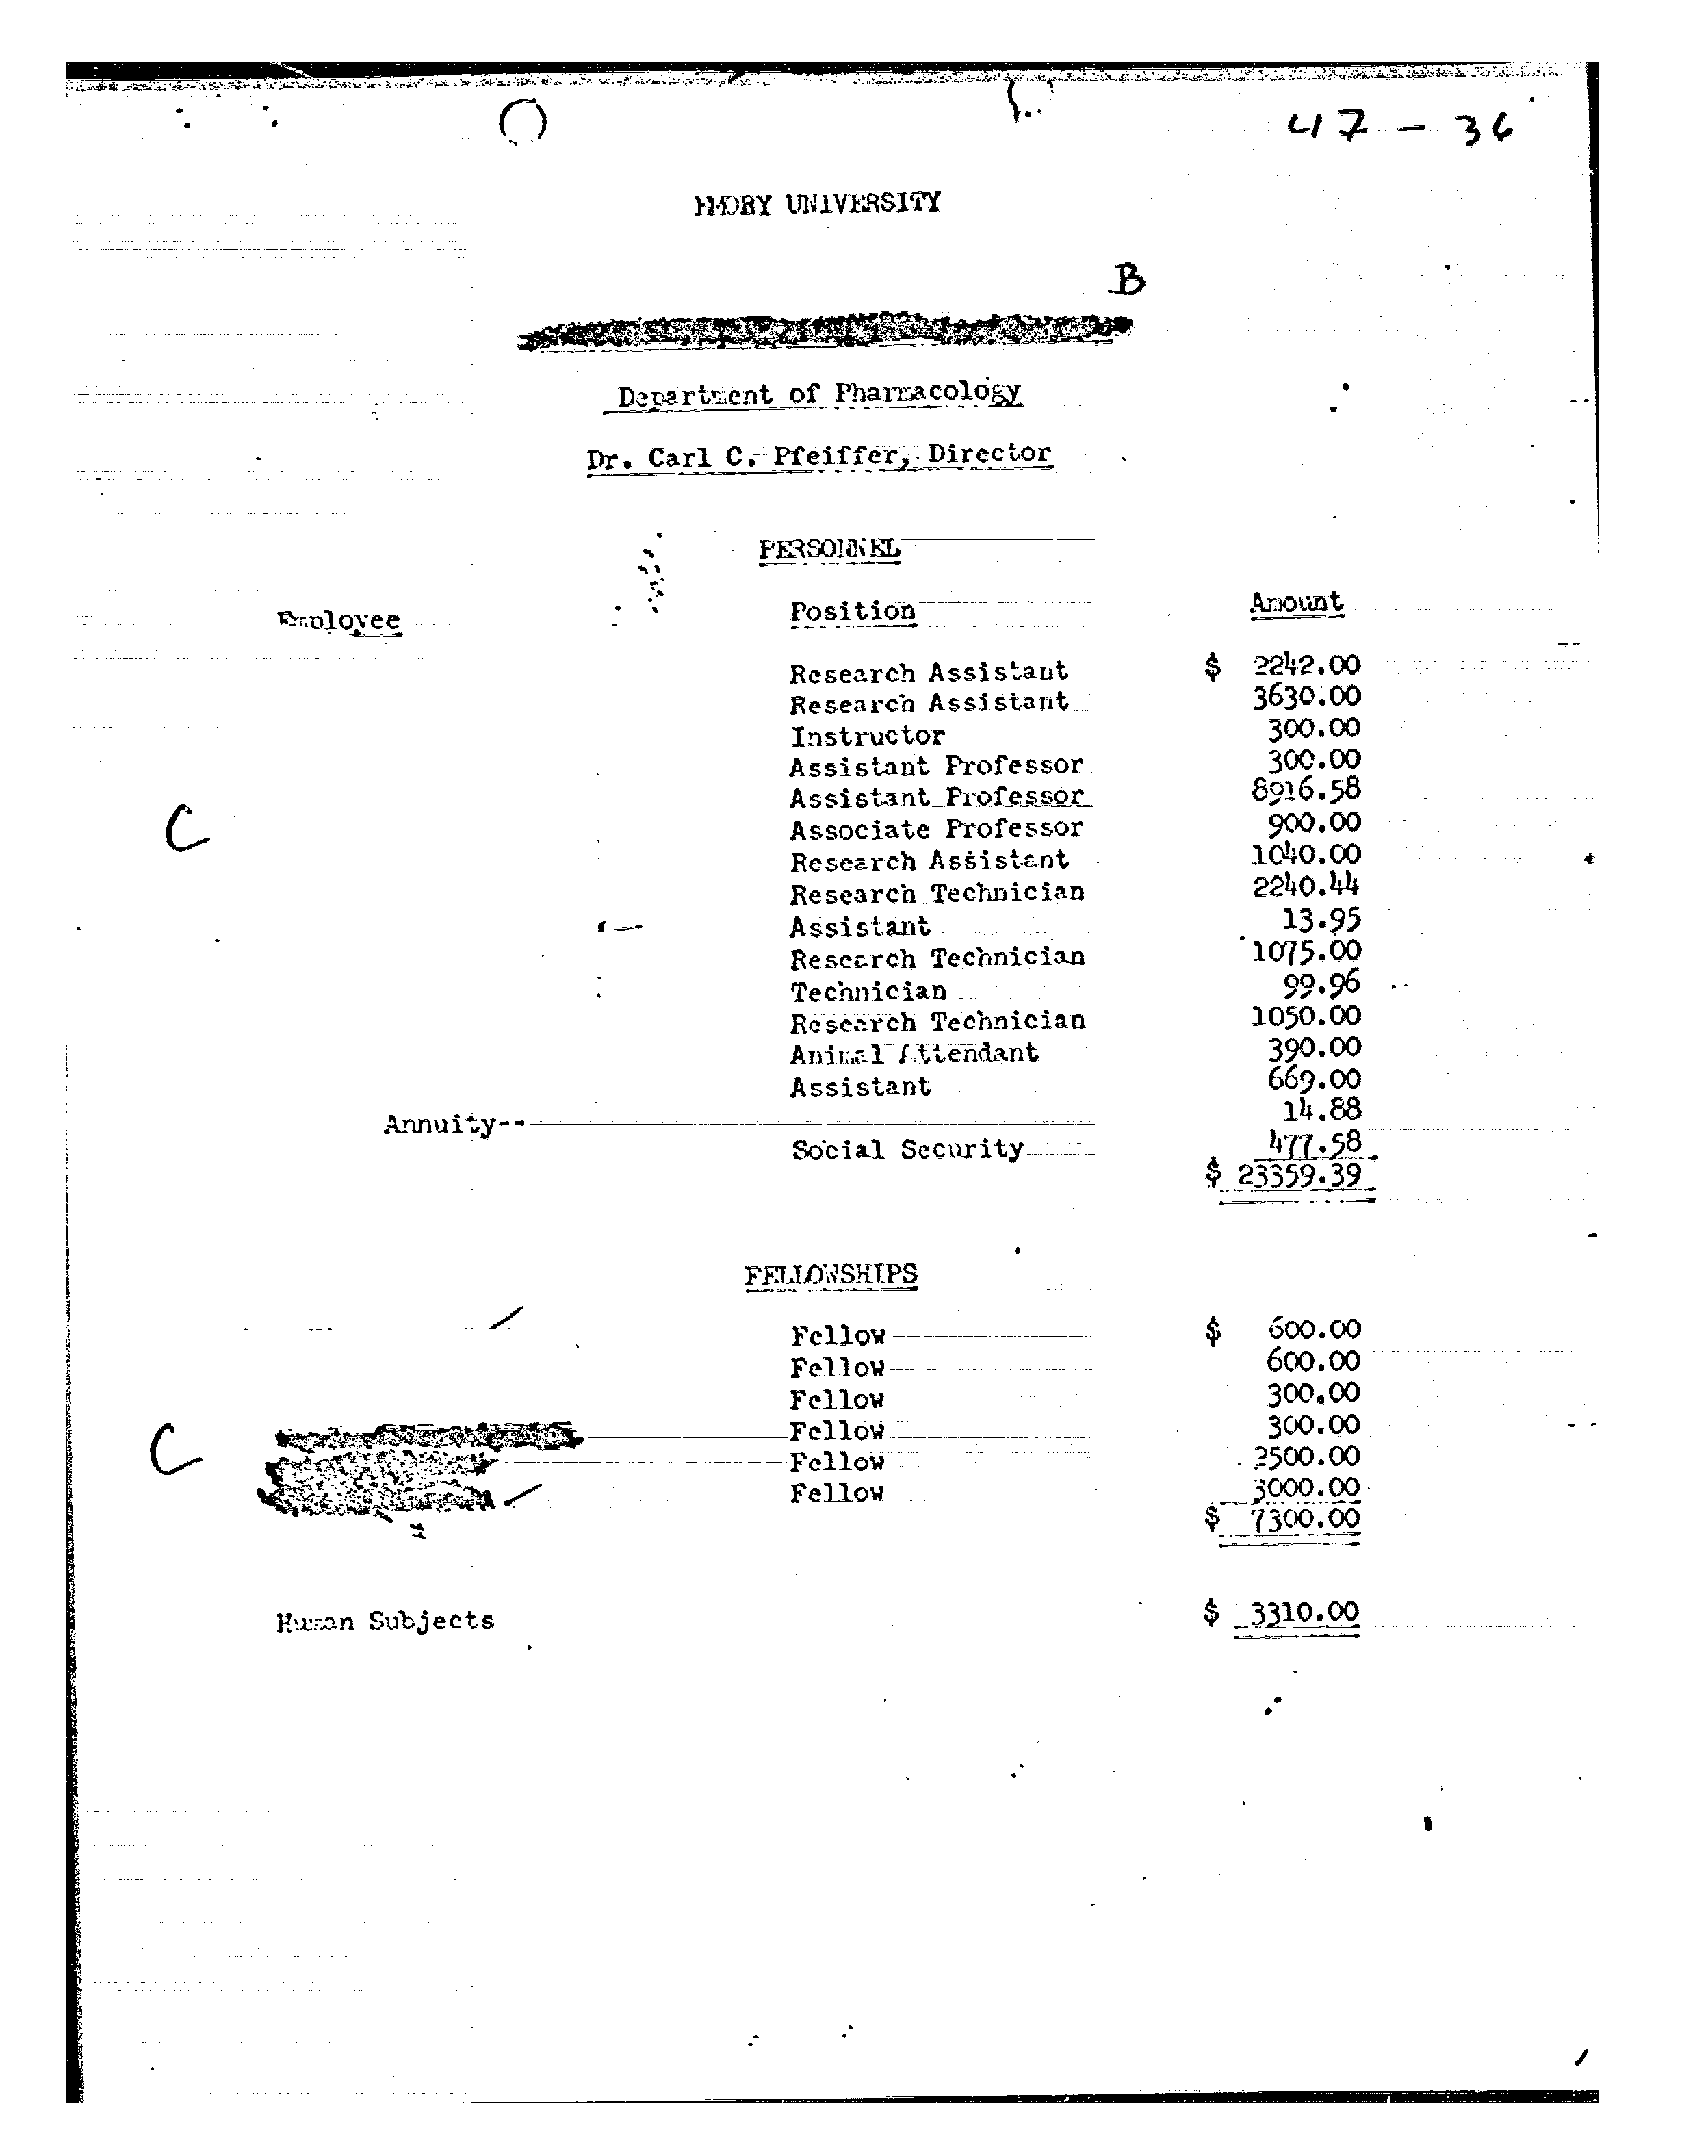 47 - 36
EMORY UNIVERSITY
B
Department of Pharmacology
Dr. Carl C. Pfeiffer, Director
PERSONNEL
Employee Position Amount
Research Assistant $ 2242.00
Research Assistant 3630.00
Instructor 300.00
Assistant Professor 300.00
Assistant Professor 8916.58
C
Associate Professor 900.00
Research Assistant 1040.00
Research Technician 2240.44
Assistant 13.95
Research Technician 1075.00
Technician 99.96
Research Technician 1050.00
Animal Attendant 390.00
Assistant 669.00
Annuity-- 14.88
Social Security 477.58
$ 23359.39
FELLOWSHIPS
Fellow $ 600.00
Fellow 600.00
Fellow 300.00
Fellow 300.00
C
Fellow 2500.00
Fellow 3000.00
$ 7300.00
Human Subjects $ 3310.00